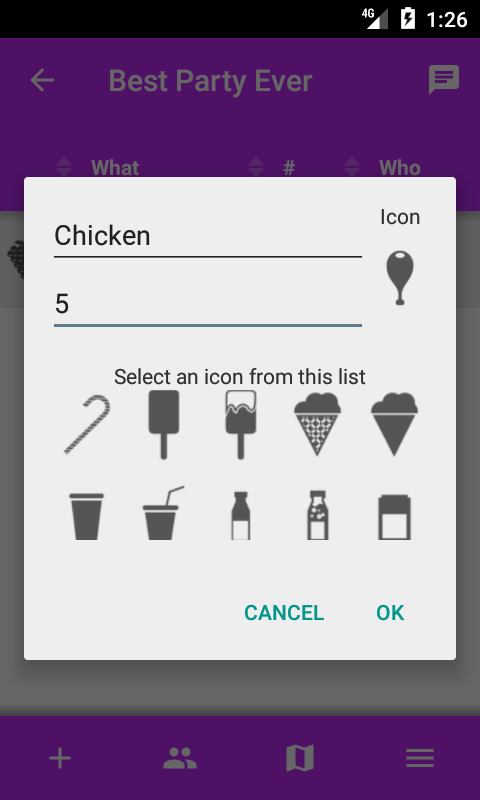 4G 1:26
Best Party Ever
What # Who
Icon
Chicken
5
Select an icon from this list
CANCEL OK